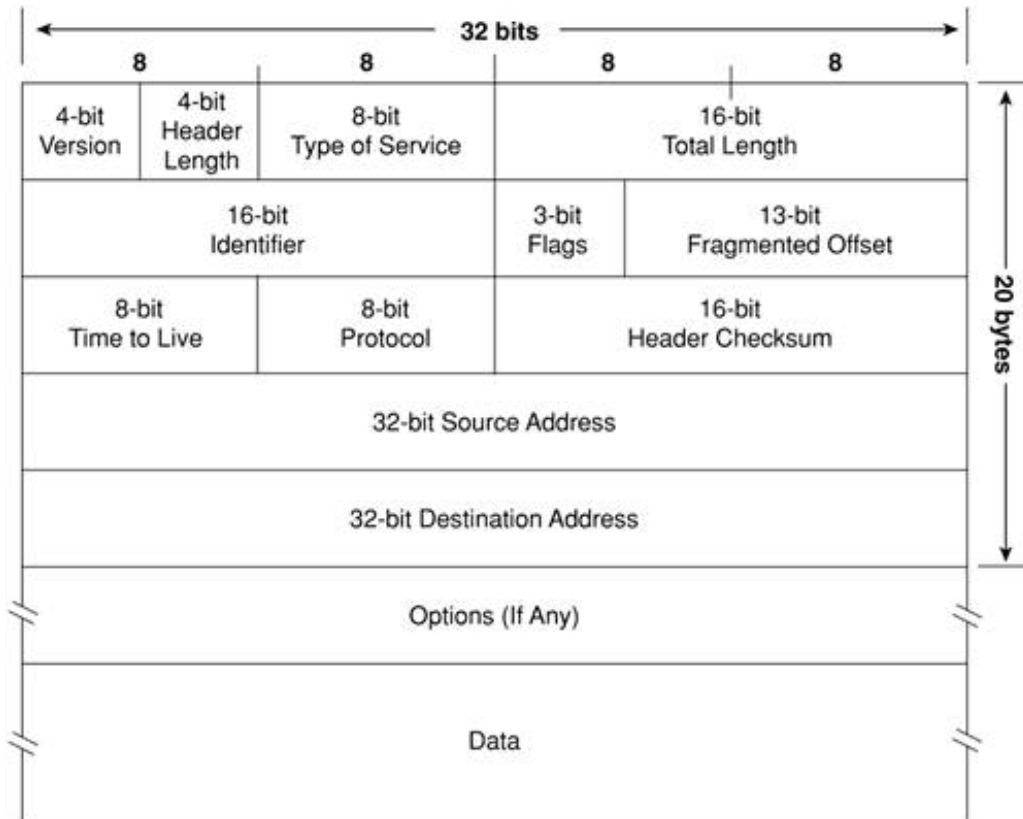 32 bits
8
8
8
8
4-bit
Version
4-bit
Header
Length
8-bit
Type of Service
16-bit
Total Length
16-bit
Identifier
3-bit
Flags
13-bit
Fragmented Offset
8-bit
Time to Live
8-bit
Protocol
16-bit
Header Checksum
20 bytes
32-bit Source Address
32-bit Destination Address
Options (If Any)
Data